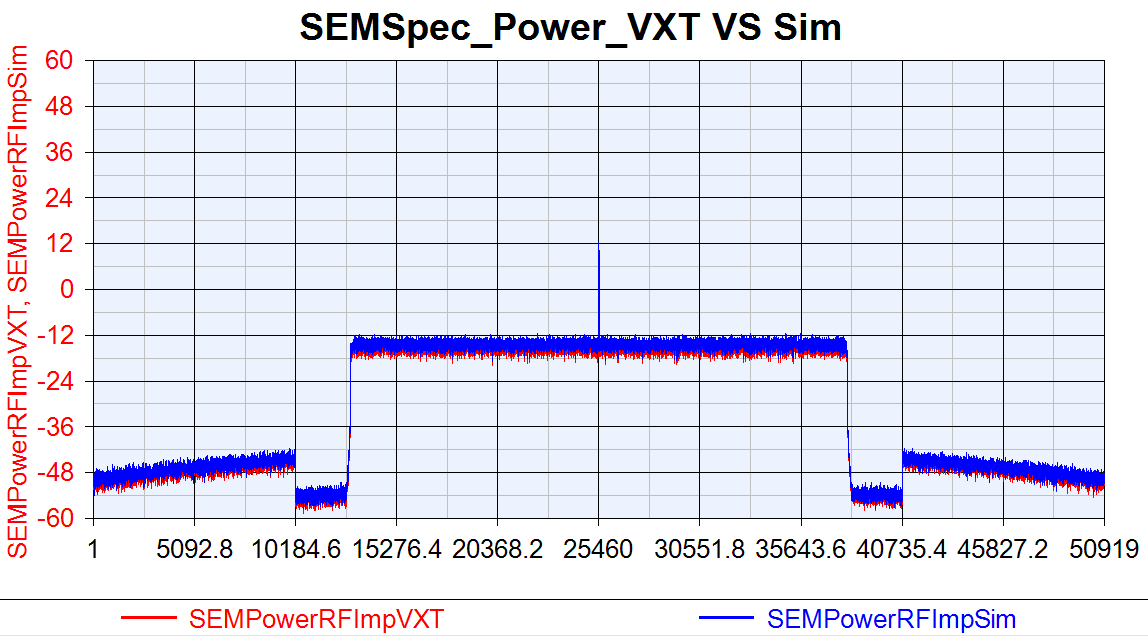 SEMSpec_Power_VXT VS Sim
SEMPowerRFImpVXT, SEMPowerRFImpSim
60
48
36
24
12
0
-12
-24
-36
-48
-60
1 5092.8 10184.6 15276.4 20368.2 25460 30551.8 35643.6 40735.4 45827.2 50919
SEMPowerRFImpVXT SEMPowerRFImpSim